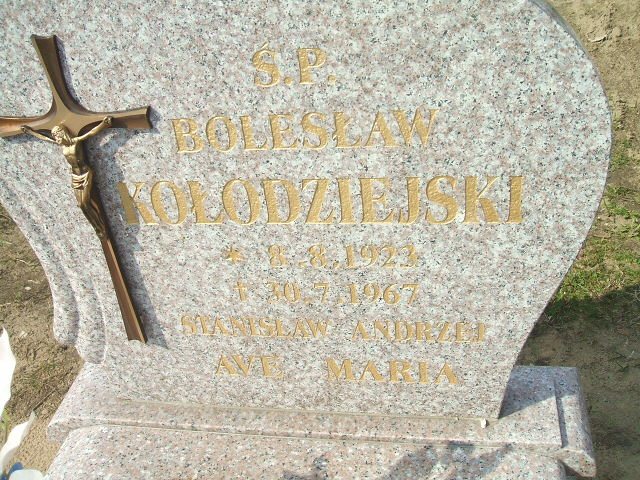 Ś.P.
BOLESŁAW
KOŁODZIEJSKI
* 8.8.1923
† 30.7.1967
STANISŁAW ANDRZEJ
AVE MARIA